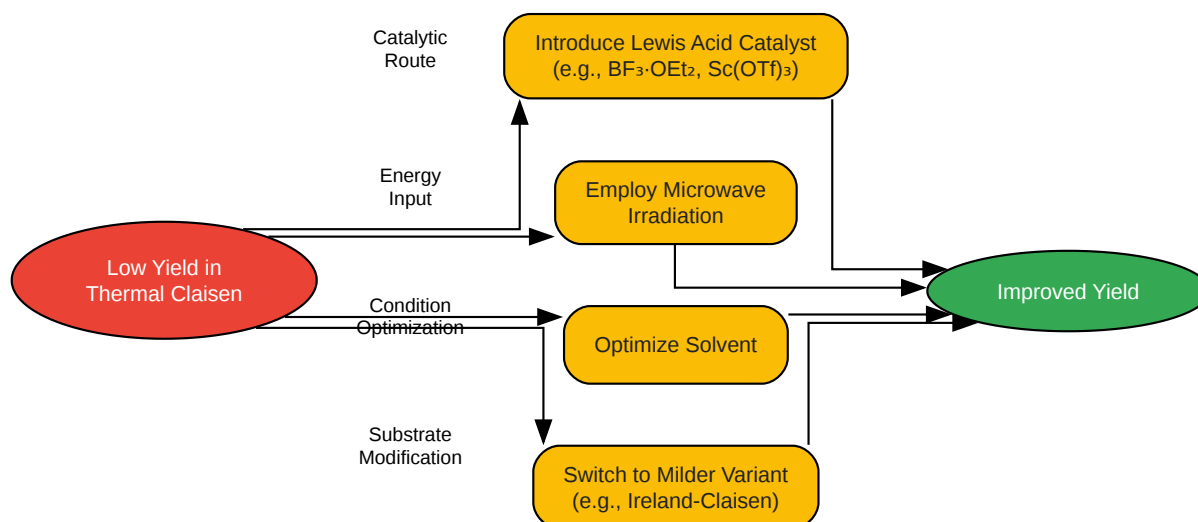 Catalytic
Route
Introduce Lewis Acid Catalyst
(e.g., BF₃·OEt₂, Sc(OTf)₃)
Energy
Input
Employ Microwave
Irradiation
Low Yield in
Thermal Claisen
Improved Yield
Condition
Optimization
Optimize Solvent
Substrate
Modification
Switch to Milder Variant
(e.g., Ireland-Claisen)